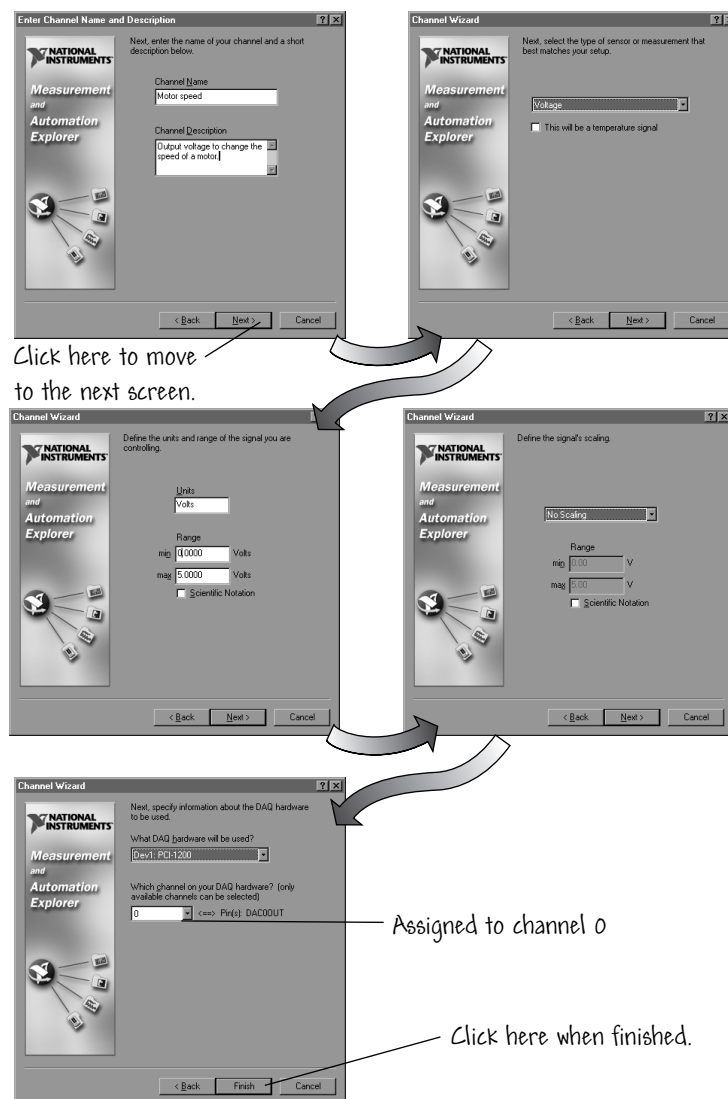 Enter Channel Name and Description
NATIONAL
INSTRUMENTS
Measurement
and
Automation
Explorer
Next, enter the name of your channel and a short
description below.
Channel Name
Motor speed
Channel Description
Output voltage to change the
speed of a motor.
< Back
Next >
Cancel
Click here to move
to the next screen.
Channel Wizard
NATIONAL
INSTRUMENTS
Measurement
and
Automation
Explorer
Next, select the type of sensor or measurement that
best matches your setup.
Voltage
This will be a temperature signal
< Back
Next >
Cancel
Channel Wizard
NATIONAL
INSTRUMENTS
Measurement
and
Automation
Explorer
Define the units and range of the signal you are
controlling.
Units
Volts
Range
min 0.0000 Volts
max 5.0000 Volts
Scientific Notation
< Back
Next >
Cancel
Channel Wizard
NATIONAL
INSTRUMENTS
Measurement
and
Automation
Explorer
Define the signal's scaling.
No Scaling
Range
min 0.00 V
max 5.00 V
Scientific Notation
< Back
Next >
Cancel
Channel Wizard
NATIONAL
INSTRUMENTS
Measurement
and
Automation
Explorer
Next, specify information about the DAQ hardware
to be used.
What DAQ hardware will be used?
Dev1: PCI-1200
Which channel on your DAQ hardware? (only
available channels can be selected)
0 <==> Pin(s): DAC0OUT
Assigned to channel 0
Click here when finished.
< Back
Finish
Cancel